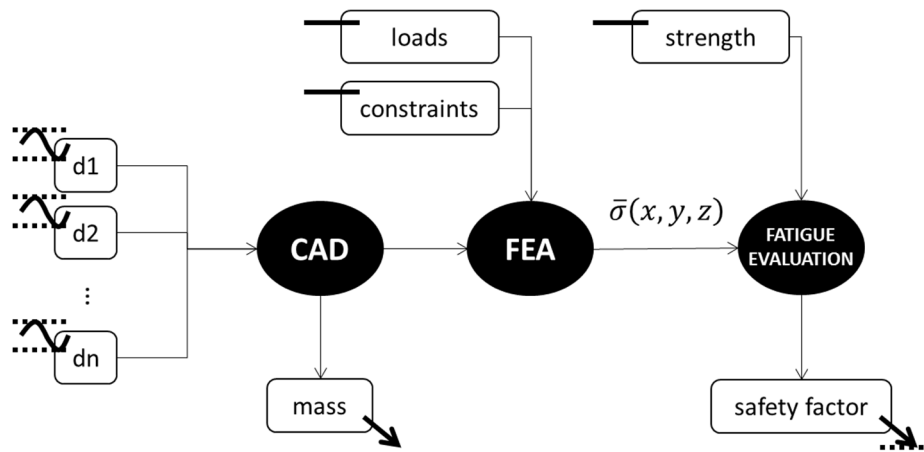 loads
strength
constraints
d1
d2
...
dn
CAD
FEA
σ̄(x, y, z)
FATIGUE
EVALUATION
mass
safety factor